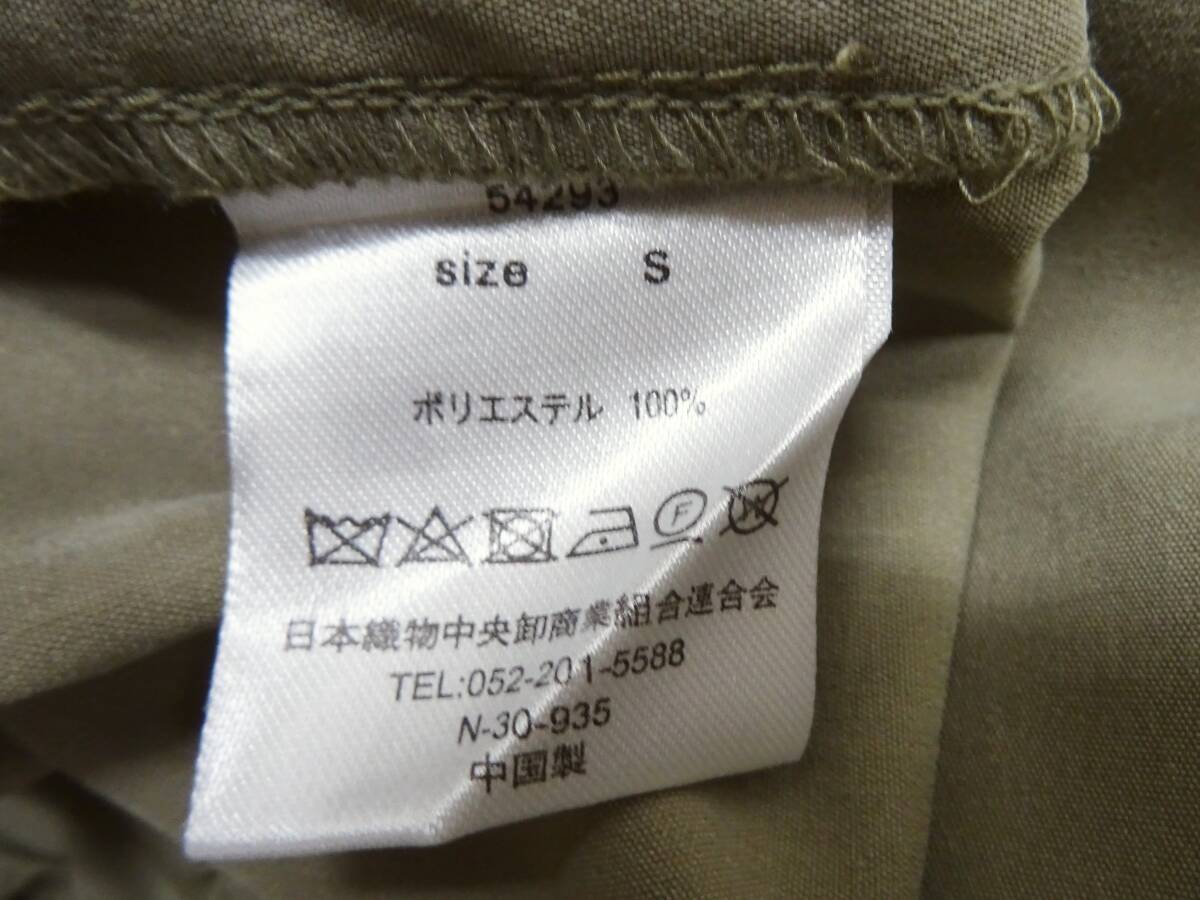 54293
size S
ポリエステル 100%
F W
日本織物中央卸商業組合連合会
TEL:052-201-5588
N-30-935
中国製